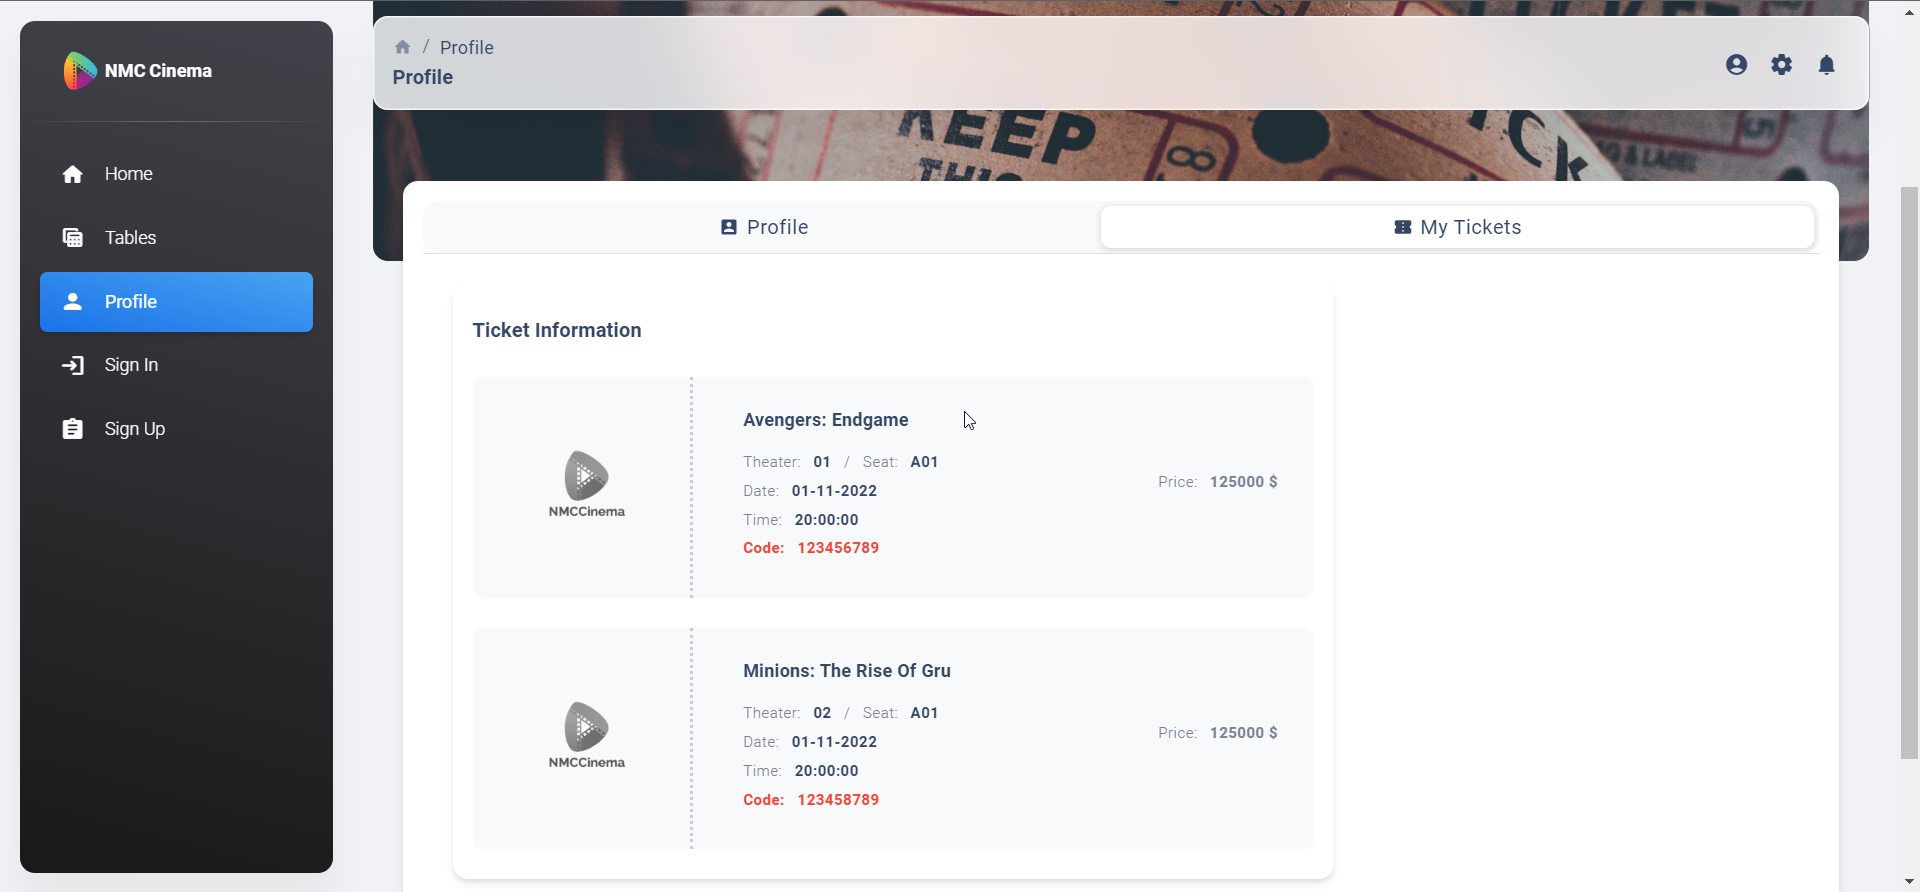 NMC Cinema
Home
Tables
Profile
Sign In
Sign Up
/ Profile
Profile
KEEP
THIS
8
TICK
& LABEL
Profile
My Tickets
Ticket Information
NMCCinema
Avengers: Endgame
Theater: 01 / Seat: A01
Date: 01-11-2022
Time: 20:00:00
Code: 123456789
Price: 125000 $
NMCCinema
Minions: The Rise Of Gru
Theater: 02 / Seat: A01
Date: 01-11-2022
Time: 20:00:00
Code: 123458789
Price: 125000 $